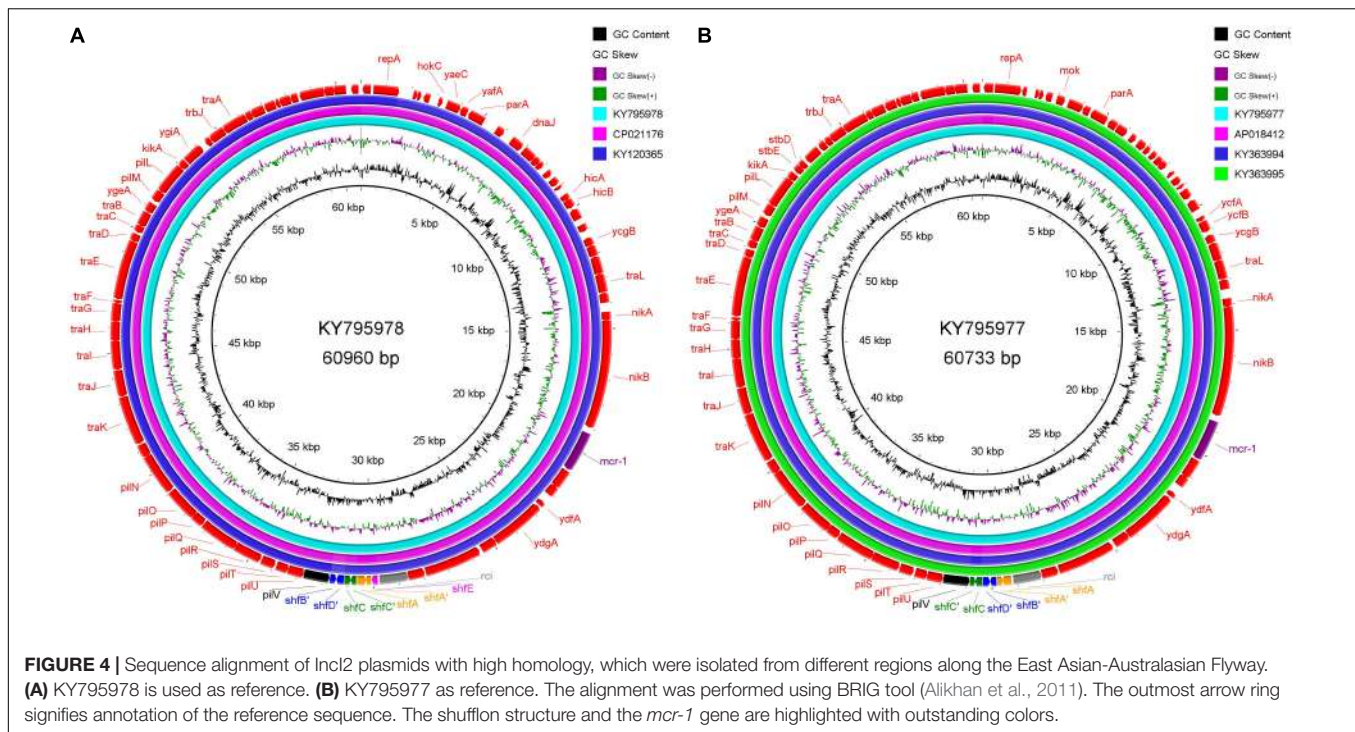 A
GC Content
GC Skew
GC Skew(-)
GC Skew(+)
KY795978
CP021176
KY120365
repA
hokC
yaeC
yafA
parA
dnaJ
hicA
hicB
ycgB
traL
nikA
nikB
mcr-1
ydfA
ydgA
rci
shfE
shfA'
shfA
shfC'
shfC
shfD'
shfB'
pilV
pilU
pilT
pilS
pilR
pilQ
pilP
pilO
pilN
traK
traJ
traI
traH
traG
traF
traE
traD
traC
traB
ygeA
pilM
pilL
kikA
ygiA
trbJ
traA
60 kbp
5 kbp
10 kbp
15 kbp
20 kbp
25 kbp
30 kbp
35 kbp
40 kbp
45 kbp
50 kbp
55 kbp
KY795978
60960 bp
B
GC Content
GC Skew
GC Skew(-)
GC Skew(+)
KY795977
AP018412
KY363994
KY363995
repA
mok
parA
ycfA
ycfB
ycgB
traL
nikA
nikB
mcr-1
ydfA
ydgA
rci
shfA
shfA'
shfB'
shfD'
shfC
shfC'
pilV
pilU
pilT
pilS
pilR
pilQ
pilP
pilO
pilN
traK
traJ
traI
traH
traG
traF
traE
traD
traC
traB
ygeA
pilM
pilL
kikA
stbE
stbD
trbJ
traA
60 kbp
5 kbp
10 kbp
15 kbp
20 kbp
25 kbp
30 kbp
35 kbp
40 kbp
45 kbp
50 kbp
55 kbp
KY795977
60733 bp
FIGURE 4 | Sequence alignment of IncI2 plasmids with high homology, which were isolated from different regions along the East Asian-Australasian Flyway.
(A) KY795978 is used as reference. (B) KY795977 as reference. The alignment was performed using BRIG tool (Alikhan et al., 2011). The outmost arrow ring
signifies annotation of the reference sequence. The shufflon structure and the mcr-1 gene are highlighted with outstanding colors.